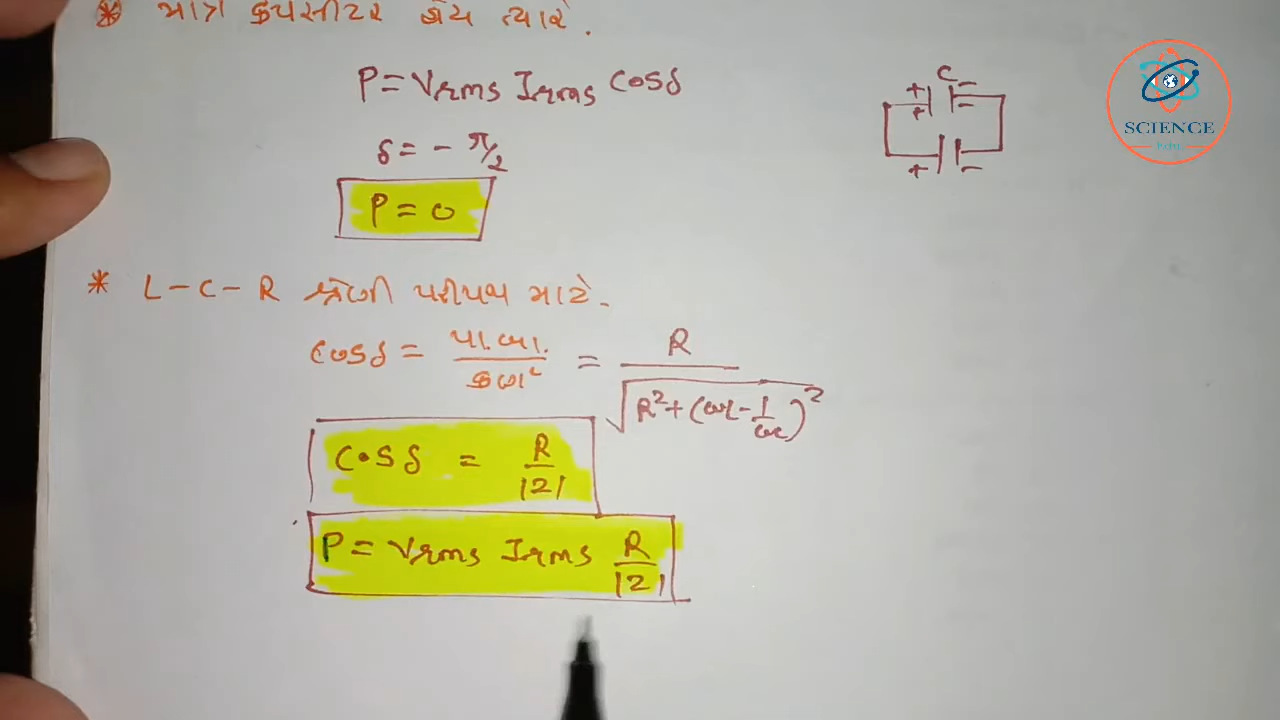 * માત્ર કેપેસીટર હોય ત્યારે.
P = Vrms Irms Cosδ
δ = - π/2
P = 0
C
+ -
+ -
+ -
SCIENCE
* L-C-R શ્રેણી પરીપથ માટે.
Cosδ = પા.બા. / કર્ણ² = R / √(R² + (ωL - 1/ωC)²)
Cosδ = R / |Z|
P = Vrms Irms R / |Z|